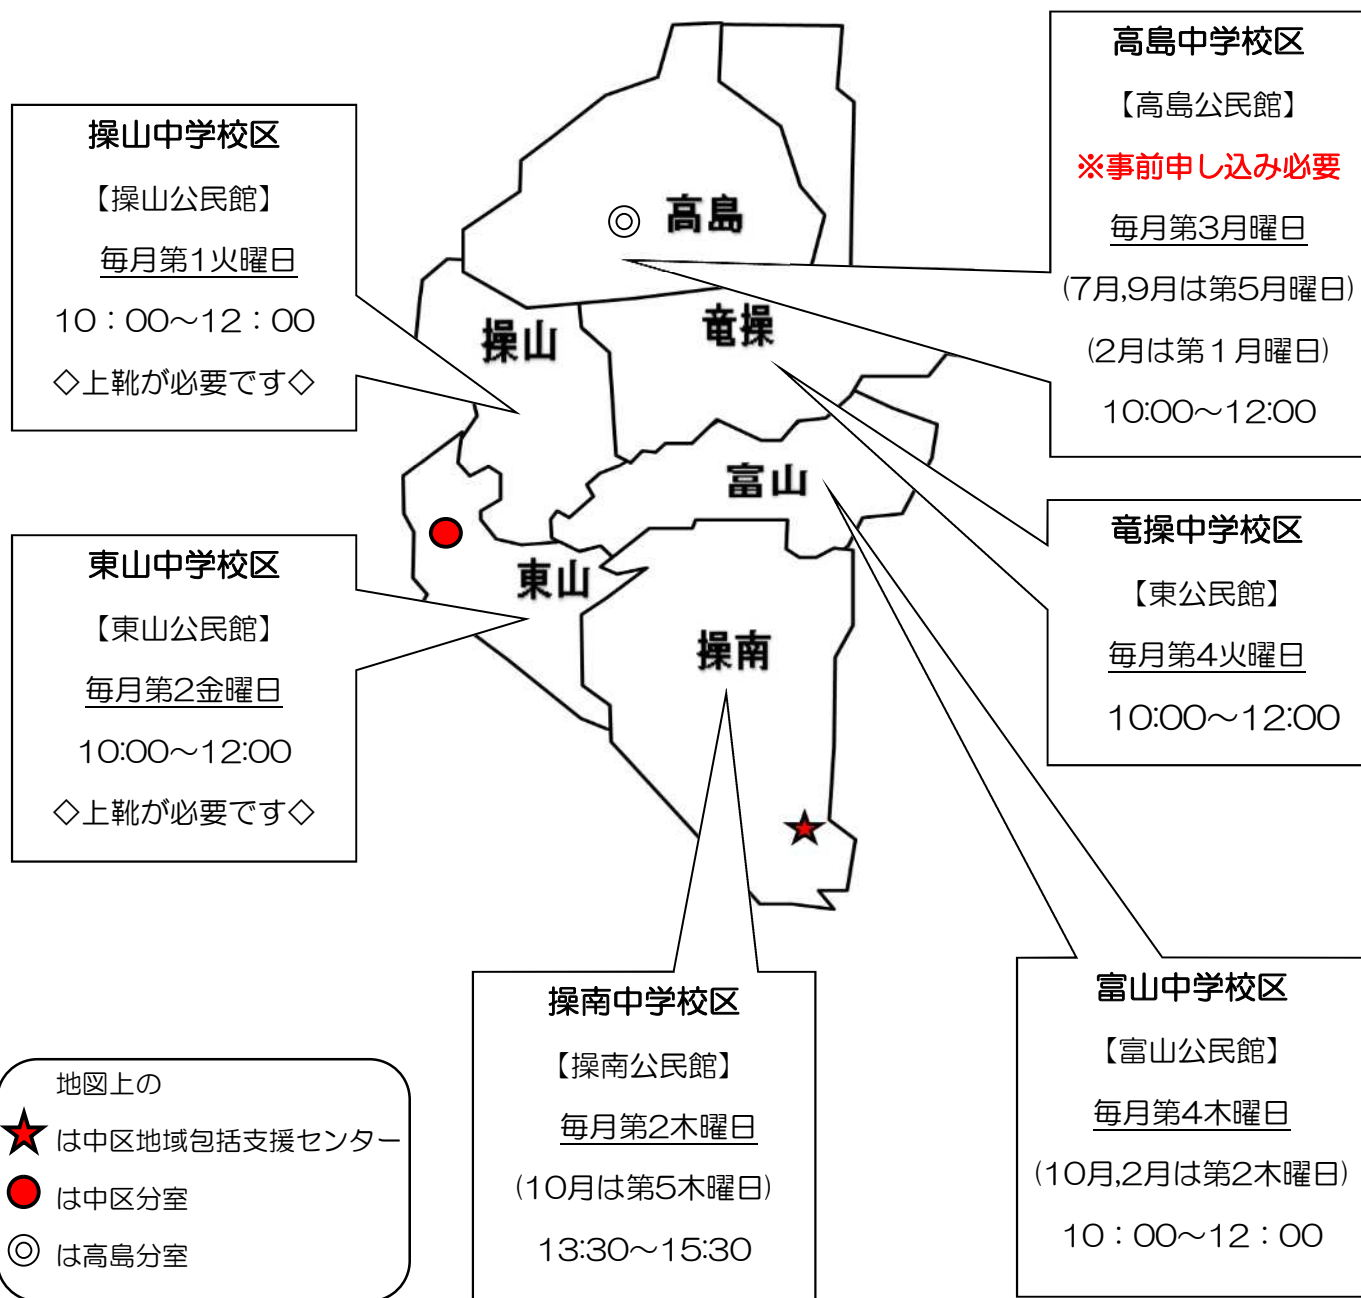 高島中学校区
【高島公民館】
※事前申し込み必要
毎月第3月曜日
(7月,9月は第5月曜日)
(2月は第１月曜日)
10:00～12:00
操山中学校区
【操山公民館】
毎月第1火曜日
10：00～12：00
◇上靴が必要です◇
高島
操山
竜操
富山
東山
操南
竜操中学校区
【東公民館】
毎月第4火曜日
10:00～12:00
東山中学校区
【東山公民館】
毎月第2金曜日
10:00～12:00
◇上靴が必要です◇
操南中学校区
【操南公民館】
毎月第2木曜日
(10月は第5木曜日)
13:30～15:30
富山中学校区
【富山公民館】
毎月第4木曜日
(10月,2月は第2木曜日)
10：00～12：00
地図上の
★は中区地域包括支援センター
●は中区分室
◎は高島分室